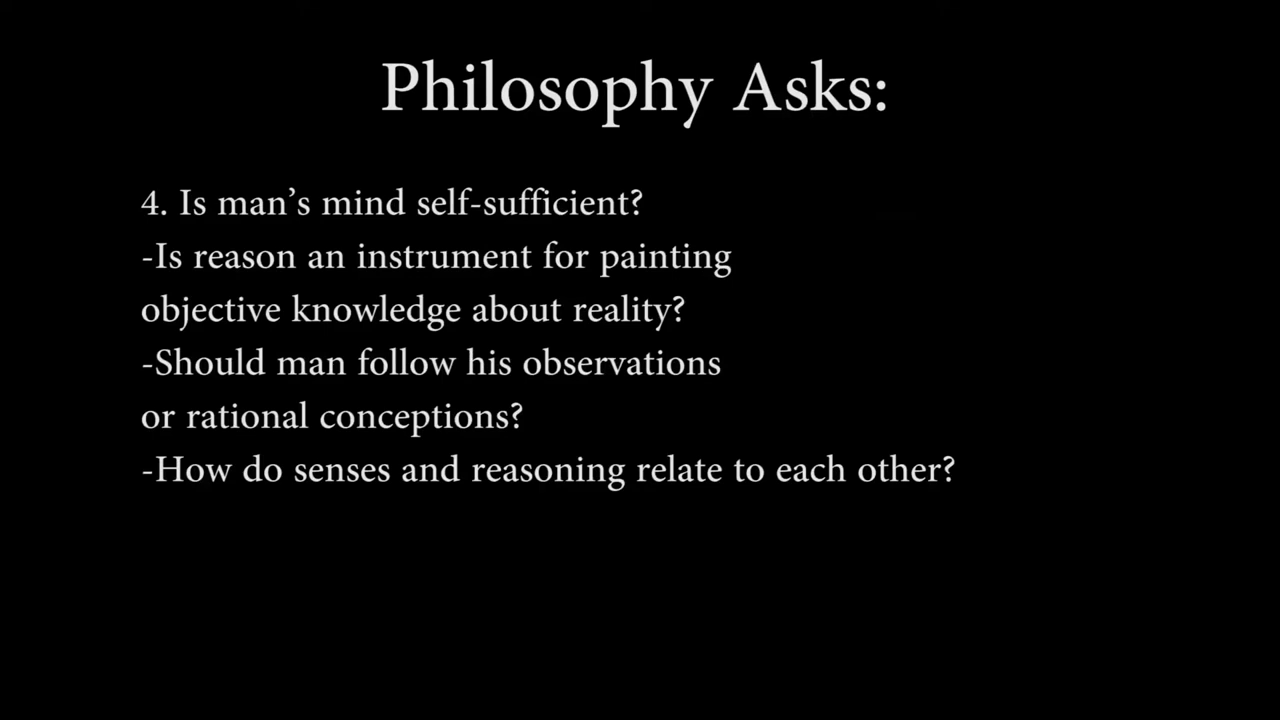 Philosophy Asks:
4. Is man’s mind self-sufficient?
-Is reason an instrument for painting
objective knowledge about reality?
-Should man follow his observations
or rational conceptions?
-How do senses and reasoning relate to each other?